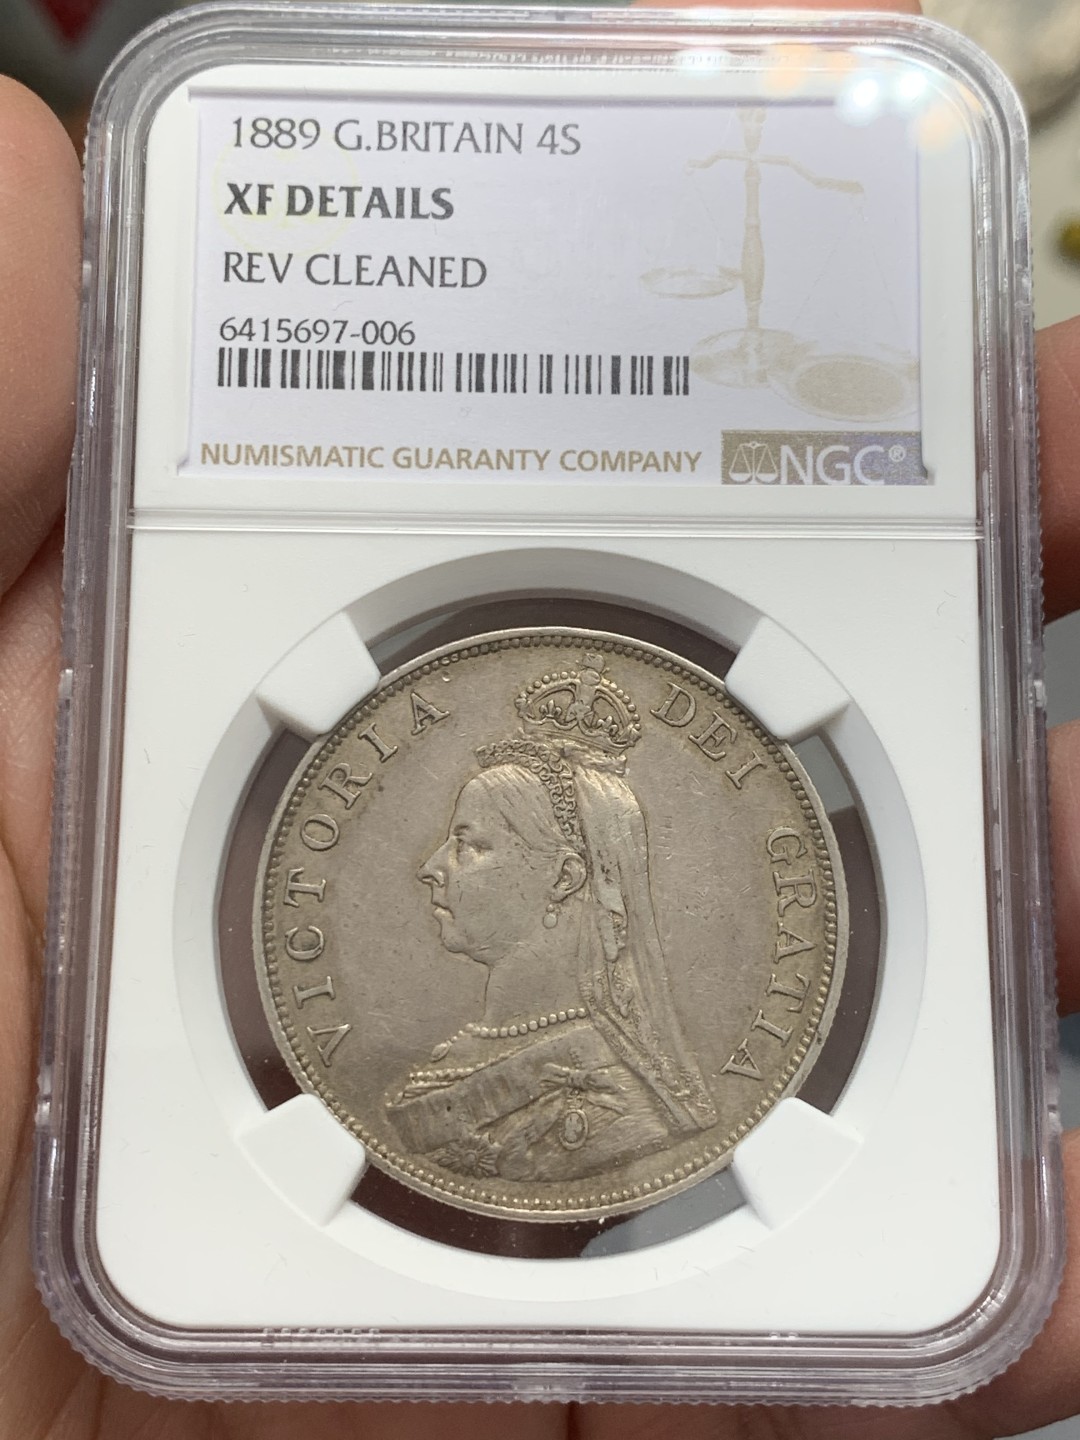 1889 G.BRITAIN 4S
XF DETAILS
REV CLEANED
6415697-006
NUMISMATIC GUARANTY COMPANY
NGC®
VICTORIA DEI GRATIA